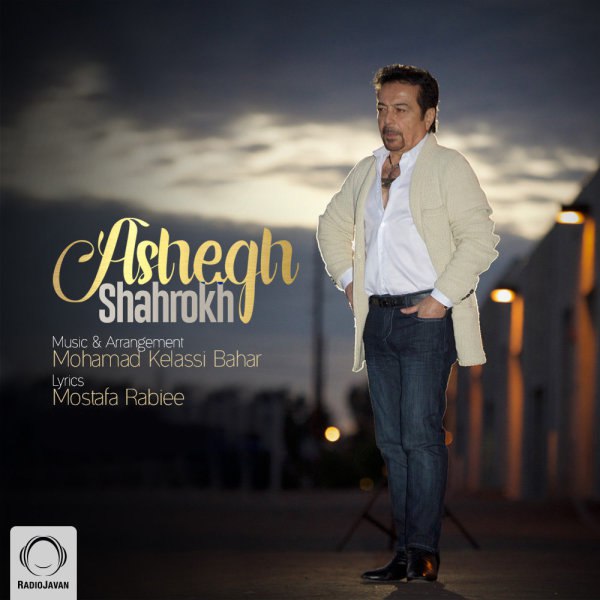 Ashegh
Shahrokh
Music & Arrangement
Mohamad Kelassi Bahar
Lyrics
Mostafa Rabiee
RADIOJAVAN